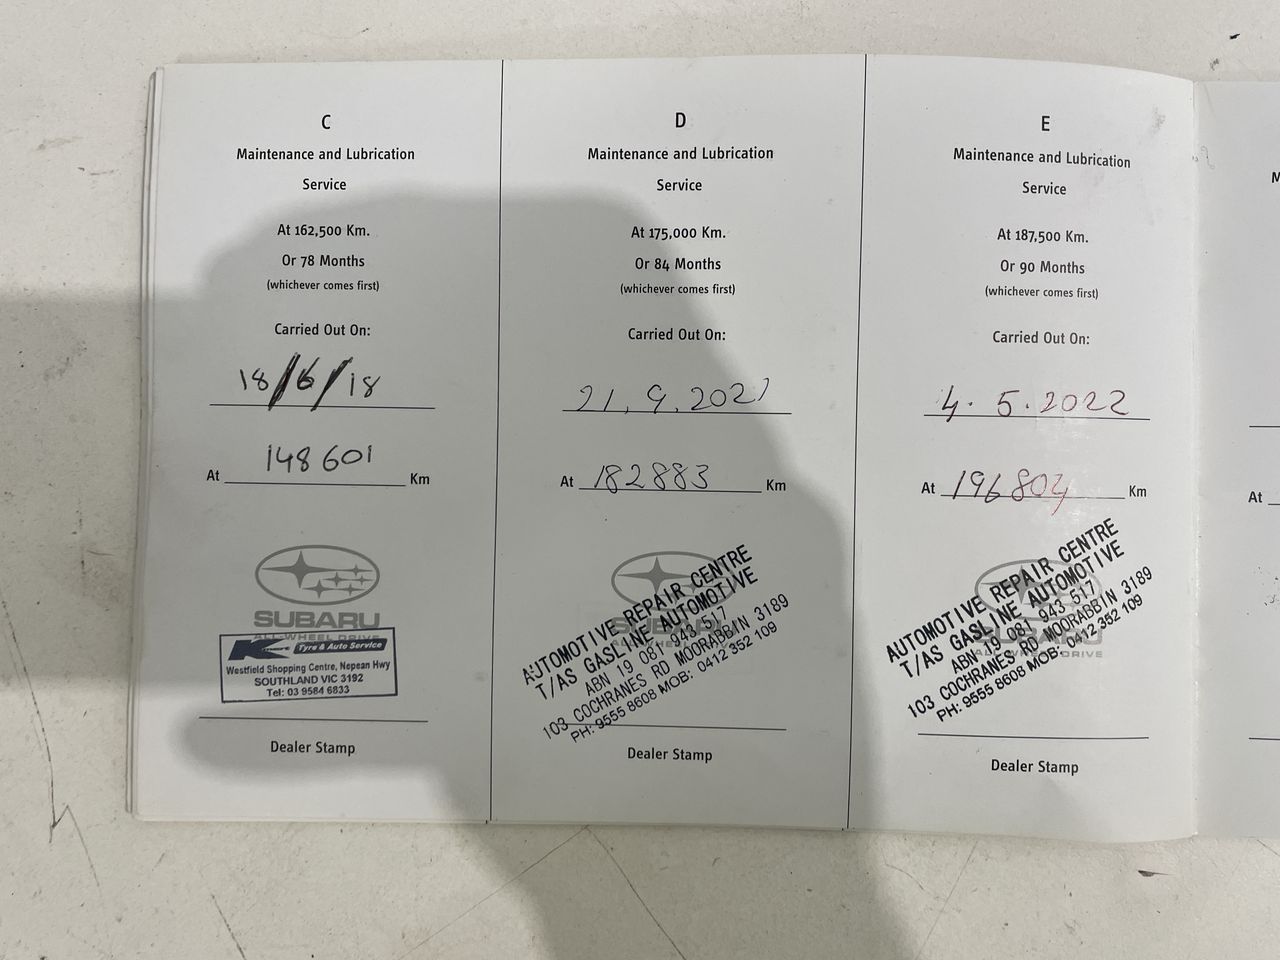 C
Maintenance and Lubrication
Service
At 162,500 Km.
Or 78 Months
(whichever comes first)
Carried Out On:
18/6/18
At 148601 Km
SUBARU
ALL-WHEEL DRIVE
K Tyre & Auto Service
Westfield Shopping Centre, Nepean Hwy
SOUTHLAND VIC 3192
Tel: 03 9584 6833
Dealer Stamp
D
Maintenance and Lubrication
Service
At 175,000 Km.
Or 84 Months
(whichever comes first)
Carried Out On:
21.9.2021
At 182883 Km
AUTOMOTIVE REPAIR CENTRE
T/AS GASLINE AUTOMOTIVE
ABN 19 081 943 517
103 COCHRANES RD MOORABBIN 3189
PH: 9555 8608 MOB: 0412 352 109
Dealer Stamp
E
Maintenance and Lubrication
Service
At 187,500 Km.
Or 90 Months
(whichever comes first)
Carried Out On:
4.5.2022
At 196804 Km
AUTOMOTIVE REPAIR CENTRE
T/AS GASLINE AUTOMOTIVE
ABN 19 081 943 517
103 COCHRANES RD MOORABBIN 3189
PH: 9555 8608 MOB: 0412 352 109
Dealer Stamp
M
At